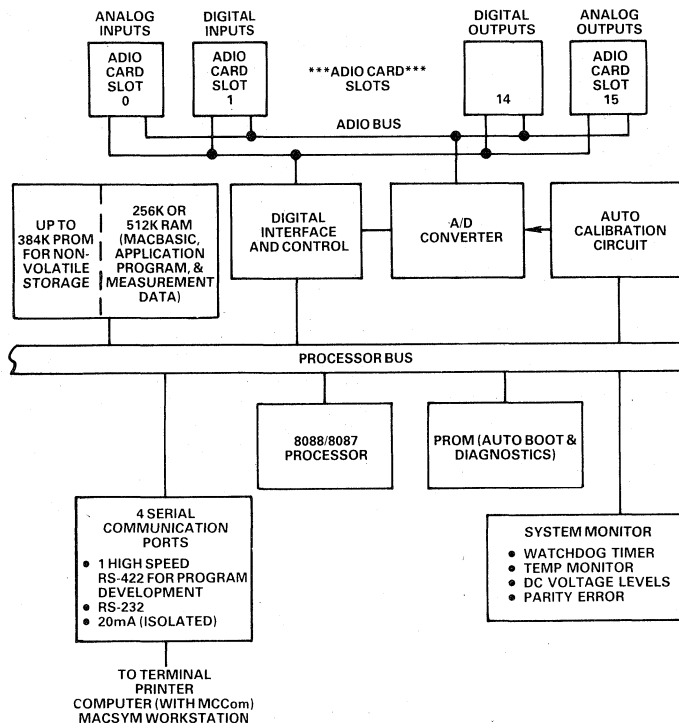 ANALOG
INPUTS
DIGITAL
INPUTS
DIGITAL
OUTPUTS
ANALOG
OUTPUTS
ADIO
CARD
SLOT
0
ADIO
CARD
SLOT
1
***ADIO CARD***
SLOTS
14
ADIO
CARD
SLOT
15
ADIO BUS
UP TO
384K PROM
FOR NON-
VOLATILE
STORAGE
256K OR
512K RAM
(MACBASIC,
APPLICATION
PROGRAM, &
MEASUREMENT
DATA)
DIGITAL
INTERFACE
AND CONTROL
A/D
CONVERTER
AUTO
CALIBRATION
CIRCUIT
PROCESSOR BUS
8088/8087
PROCESSOR
PROM (AUTO BOOT &
DIAGNOSTICS)
4 SERIAL
COMMUNICATION
PORTS
● 1 HIGH SPEED
RS-422 FOR PROGRAM
DEVELOPMENT
● RS-232
● 20mA (ISOLATED)
SYSTEM MONITOR
● WATCHDOG TIMER
● TEMP MONITOR
● DC VOLTAGE LEVELS
● PARITY ERROR
TO TERMINAL
PRINTER
COMPUTER (WITH MCCom)
MACSYM WORKSTATION